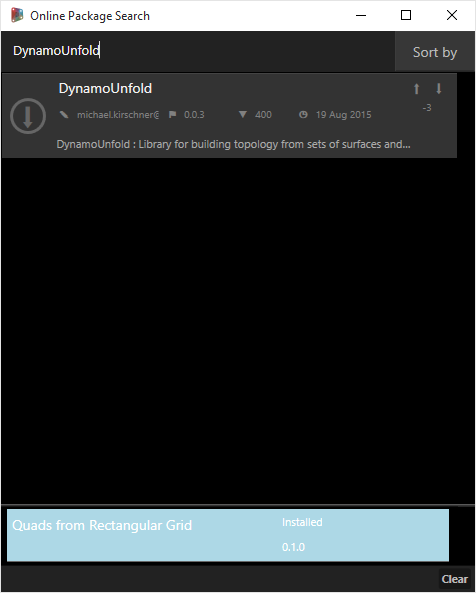 Online Package Search
DynamoUnfold
Sort by
DynamoUnfold
michael.kirschner@ 0.0.3 400 19 Aug 2015
-3
DynamoUnfold : Library for building topology from sets of surfaces and...
Quads from Rectangular Grid
Installed
0.1.0
Clear